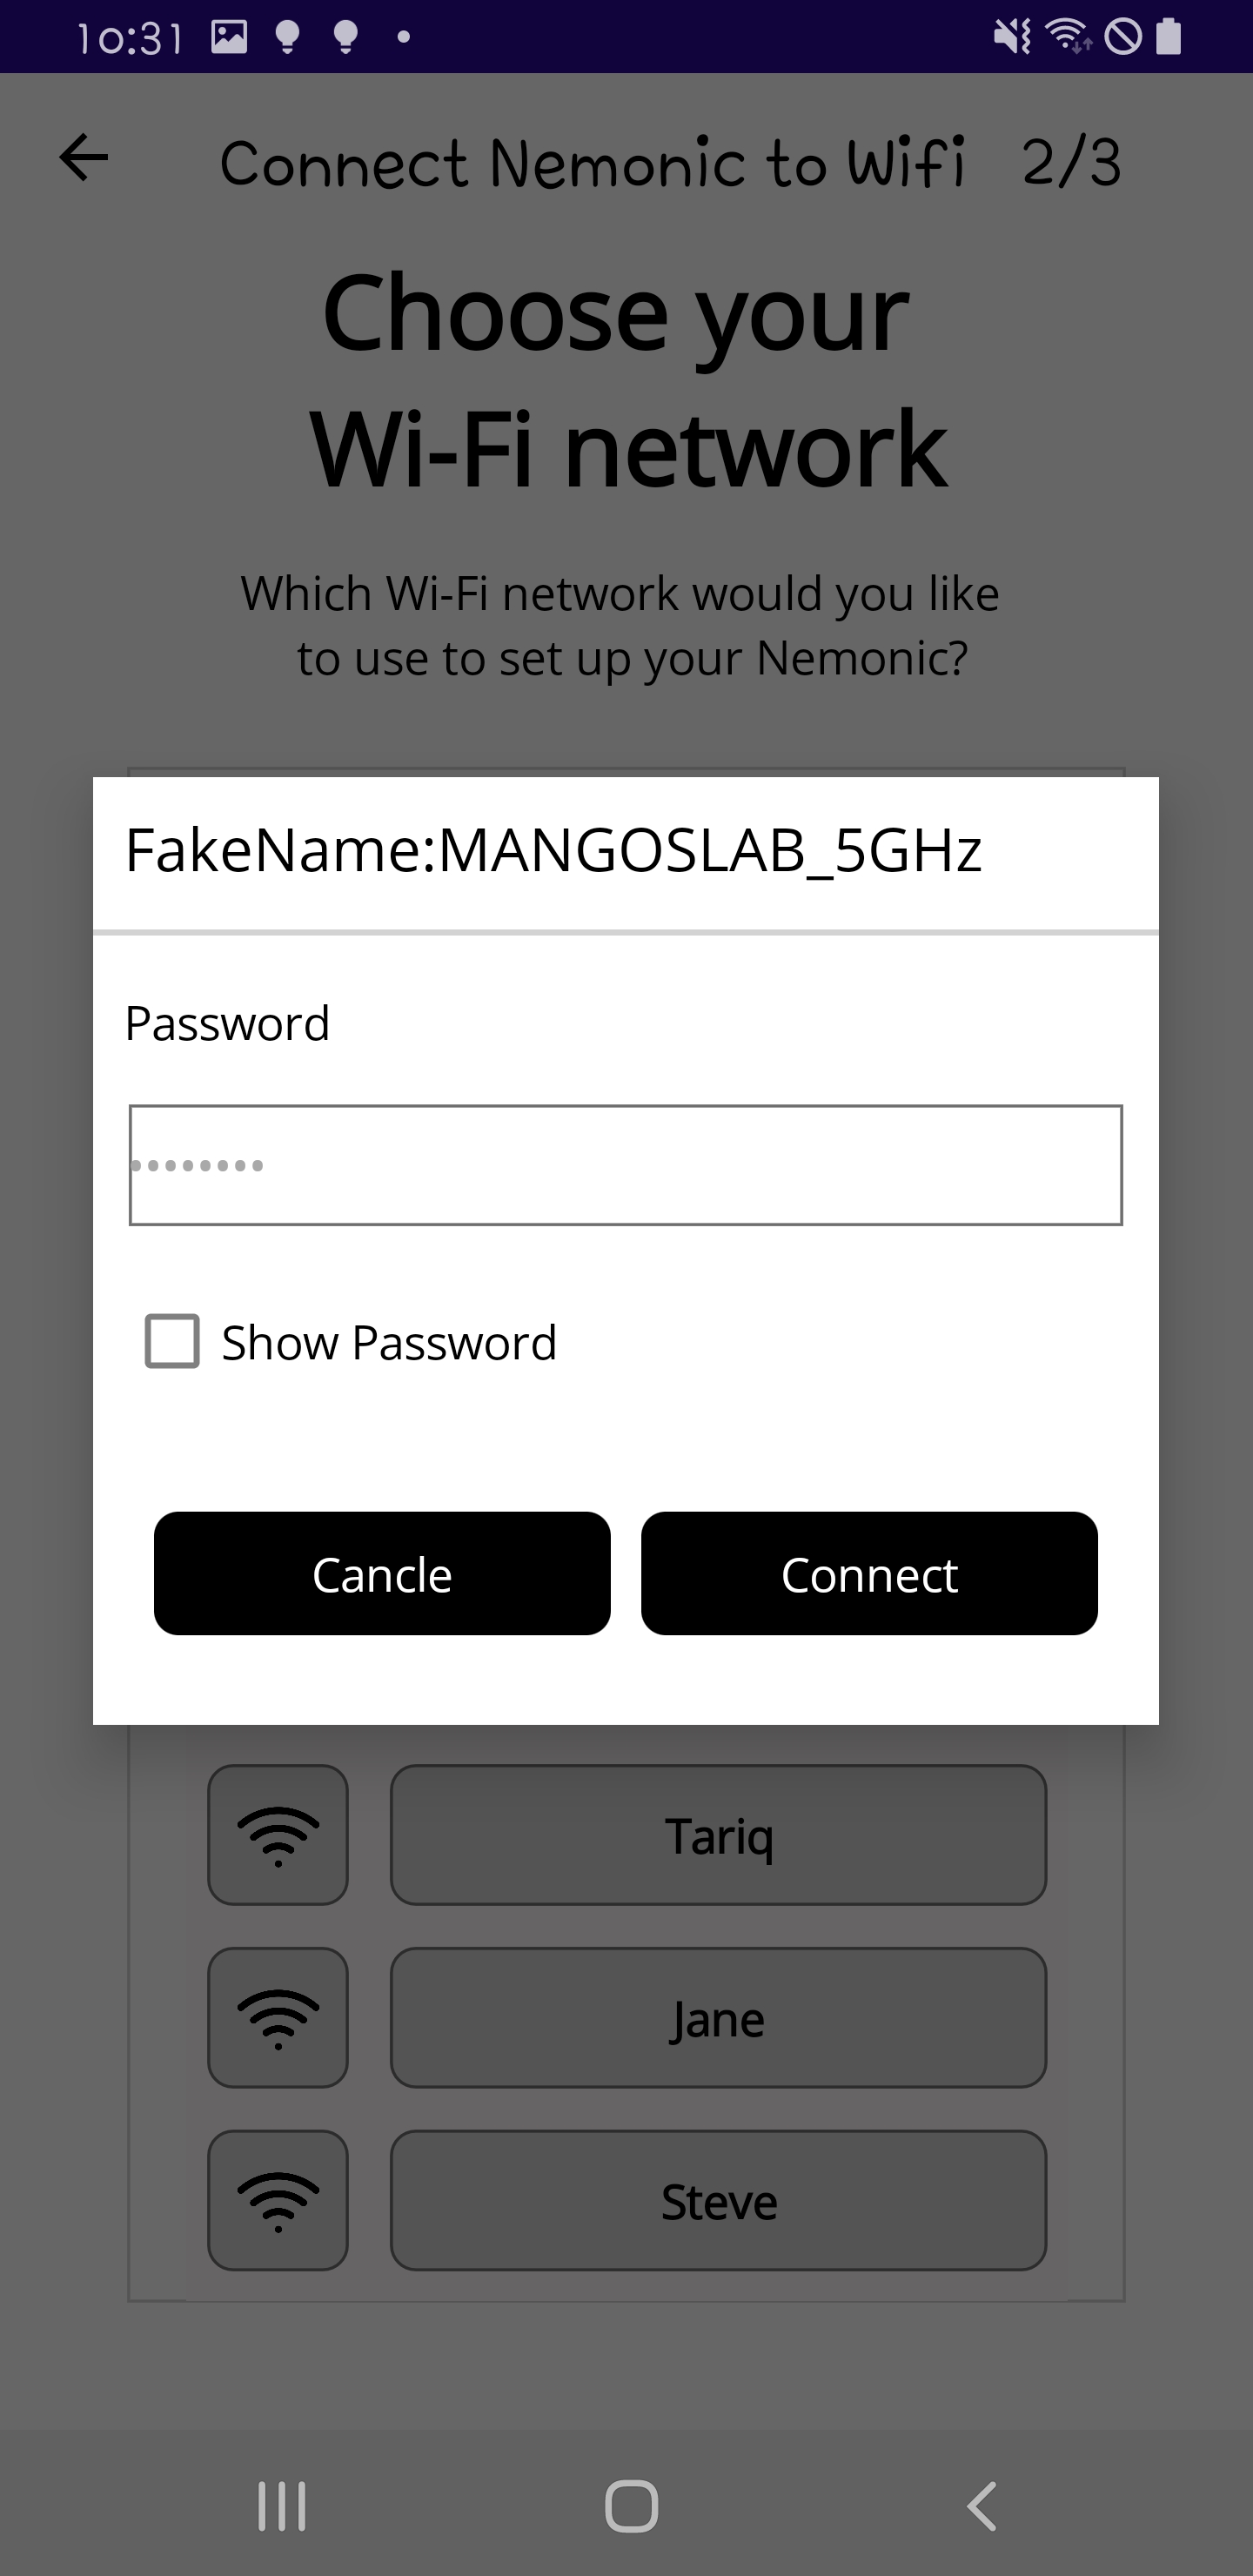 10:31
Connect Nemonic to Wifi 2/3
Choose your
Wi-Fi network
Which Wi-Fi network would you like
to use to set up your Nemonic?
FakeName:MANGOSLAB_5GHz
Password
Show Password
Cancle Connect
Tariq
Jane
Steve